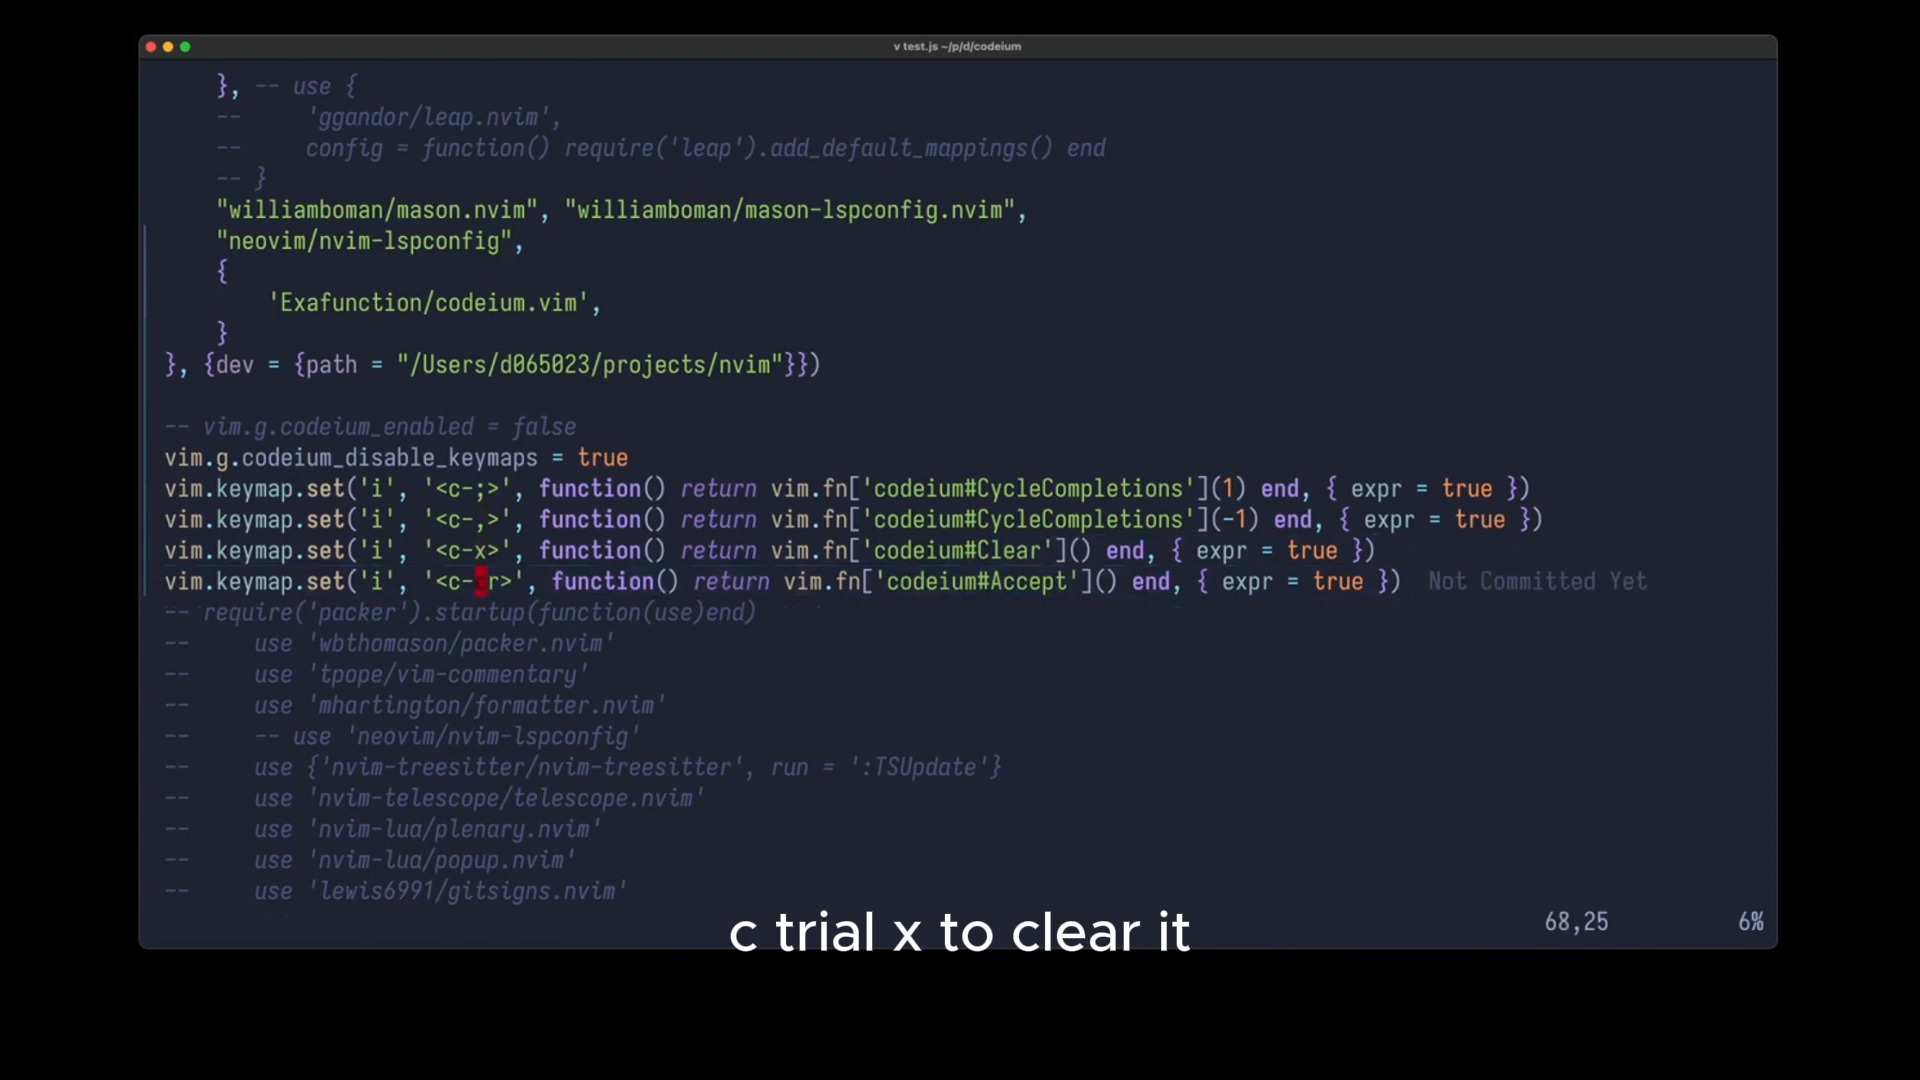 v test.js ~/p/d/codeium
}, -- use {
--     'ggandor/leap.nvim',
--     config = function() require('leap').add_default_mappings() end
-- }
"williamboman/mason.nvim", "williamboman/mason-lspconfig.nvim",
"neovim/nvim-lspconfig",
{
'Exafunction/codeium.vim',
}
}, {dev = {path = "/Users/d065023/projects/nvim"}})
-- vim.g.codeium_enabled = false
vim.g.codeium_disable_keymaps = true
vim.keymap.set('i', '<c-;>', function() return vim.fn['codeium#CycleCompletions'](1) end, { expr = true })
vim.keymap.set('i', '<c-,>', function() return vim.fn['codeium#CycleCompletions'](-1) end, { expr = true })
vim.keymap.set('i', '<c-x>', function() return vim.fn['codeium#Clear']() end, { expr = true })
vim.keymap.set('i', '<c-r>', function() return vim.fn['codeium#Accept']() end, { expr = true }) Not Committed Yet
-- require('packer').startup(function(use)end)
--     use 'wbthomason/packer.nvim'
--     use 'tpope/vim-commentary'
--     use 'mhartington/formatter.nvim'
--     -- use 'neovim/nvim-lspconfig'
--     use {'nvim-treesitter/nvim-treesitter', run = ':TSUpdate'}
--     use 'nvim-telescope/telescope.nvim'
--     use 'nvim-lua/plenary.nvim'
--     use 'nvim-lua/popup.nvim'
--     use 'lewis6991/gitsigns.nvim'
68,25 6%
c trial x to clear it